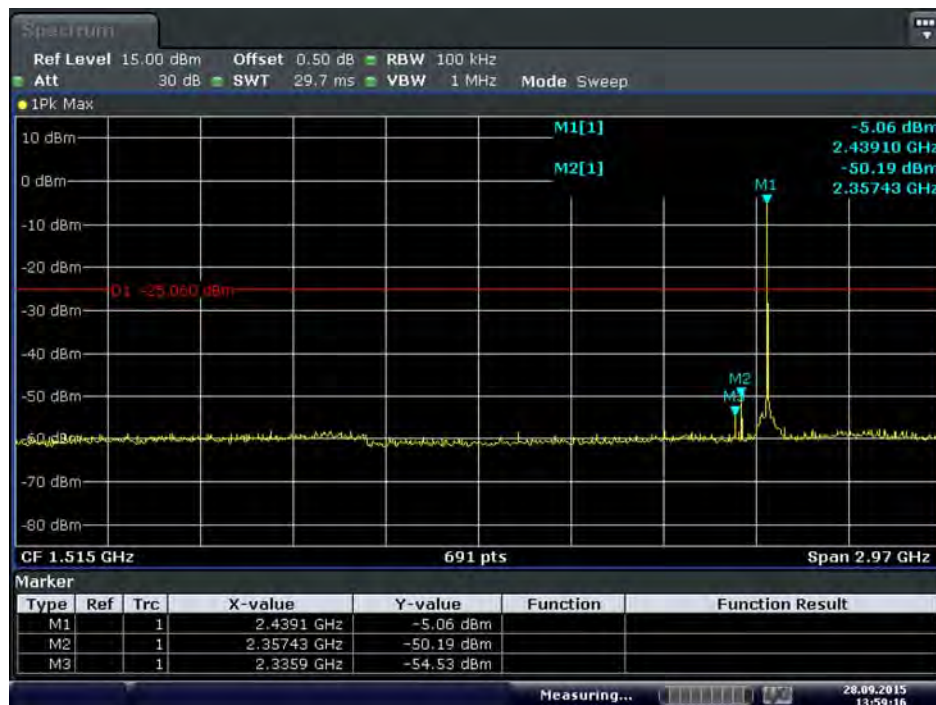 Spectrum
Ref Level 15.00 dBm Offset 0.50 dB RBW 100 kHz
Att 30 dB SWT 29.7 ms VBW 1 MHz Mode Sweep
1Pk Max
M1[1] -5.06 dBm
2.43910 GHz
M2[1] -50.19 dBm
2.35743 GHz
10 dBm
0 dBm
M1
-10 dBm
-20 dBm
D1 -25.060 dBm
-30 dBm
-40 dBm
M2
-50 dBm
M3
-60 dBm
-70 dBm
-80 dBm
CF 1.515 GHz 691 pts Span 2.97 GHz
Marker
Type Ref Trc X-value Y-value Function Function Result
M1 1 2.4391 GHz -5.06 dBm
M2 1 2.35743 GHz -50.19 dBm
M3 1 2.3359 GHz -54.53 dBm
Measuring... 28.09.2015
13:59:16